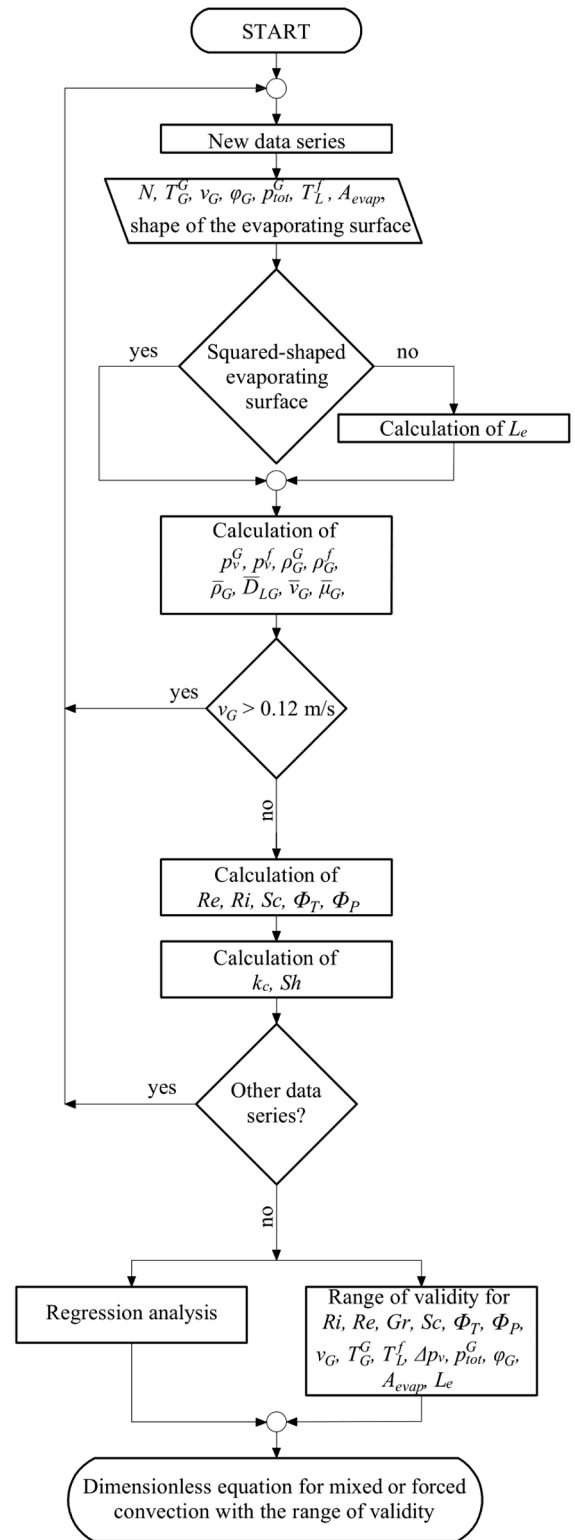 START
New data series
N, T_G^G, v_G, φ_G, p_tot^G, T_L^f, A_evap,
shape of the evaporating surface
yes
Squared-shaped
evaporating
surface
no
Calculation of L_e
Calculation of
p_v^G, p_v^f, ρ_G^G, ρ_G^f,
ρ̅_G, D̅_LG, v̅_G, μ̅_G,
yes
v_G > 0.12 m/s
no
Calculation of
Re, Ri, Sc, Φ_T, Φ_P
Calculation of
k_c, Sh
yes
Other data
series?
no
Regression analysis
Range of validity for
Ri, Re, Gr, Sc, Φ_T, Φ_P,
v_G, T_G^G, T_L^f, Δp_v, p_tot^G, φ_G,
A_evap, L_e
Dimensionless equation for mixed or forced
convection with the range of validity